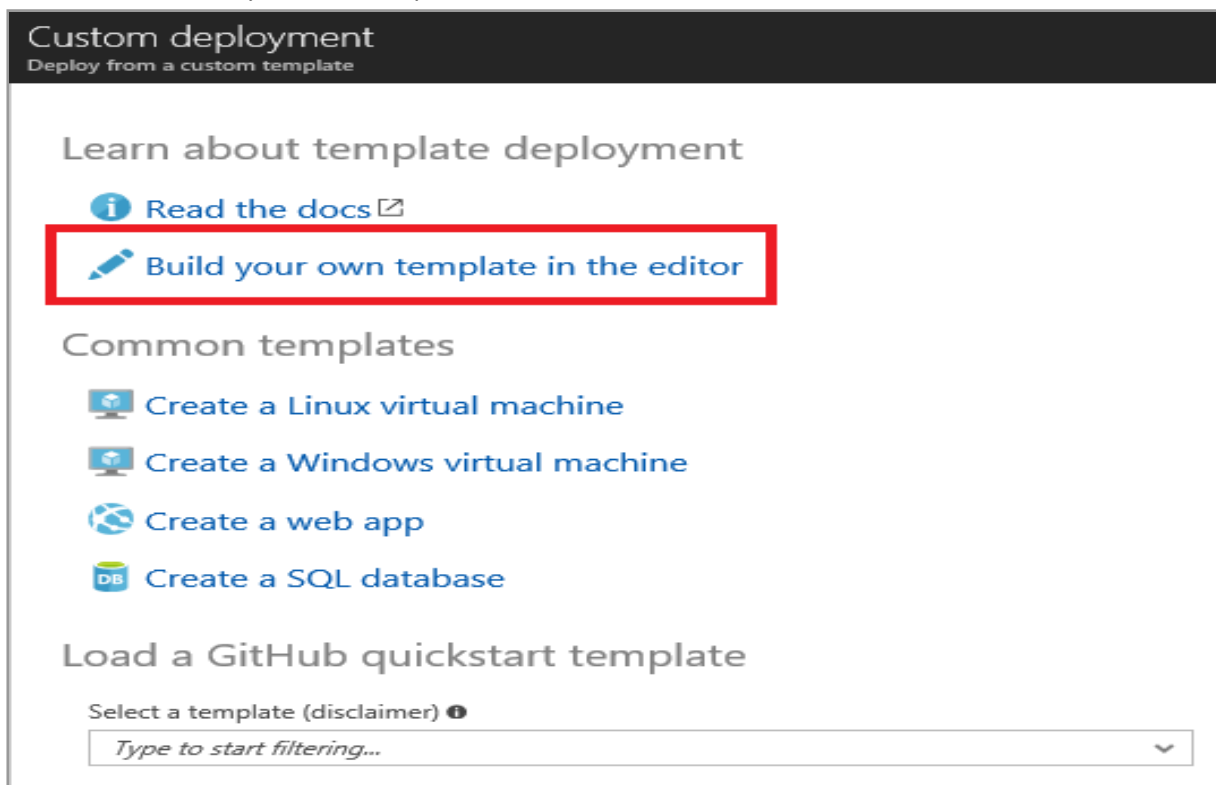 Custom deployment
Deploy from a custom template
Learn about template deployment
Read the docs
Build your own template in the editor
Common templates
Create a Linux virtual machine
Create a Windows virtual machine
Create a web app
DB
Create a SQL database
Load a GitHub quickstart template
Select a template (disclaimer)
Type to start filtering...